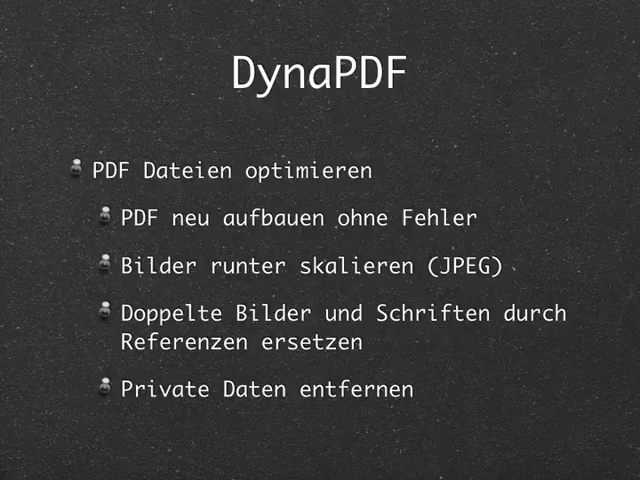 DynaPDF
PDF Dateien optimieren
PDF neu aufbauen ohne Fehler
Bilder runter skalieren (JPEG)
Doppelte Bilder und Schriften durch
Referenzen ersetzen
Private Daten entfernen